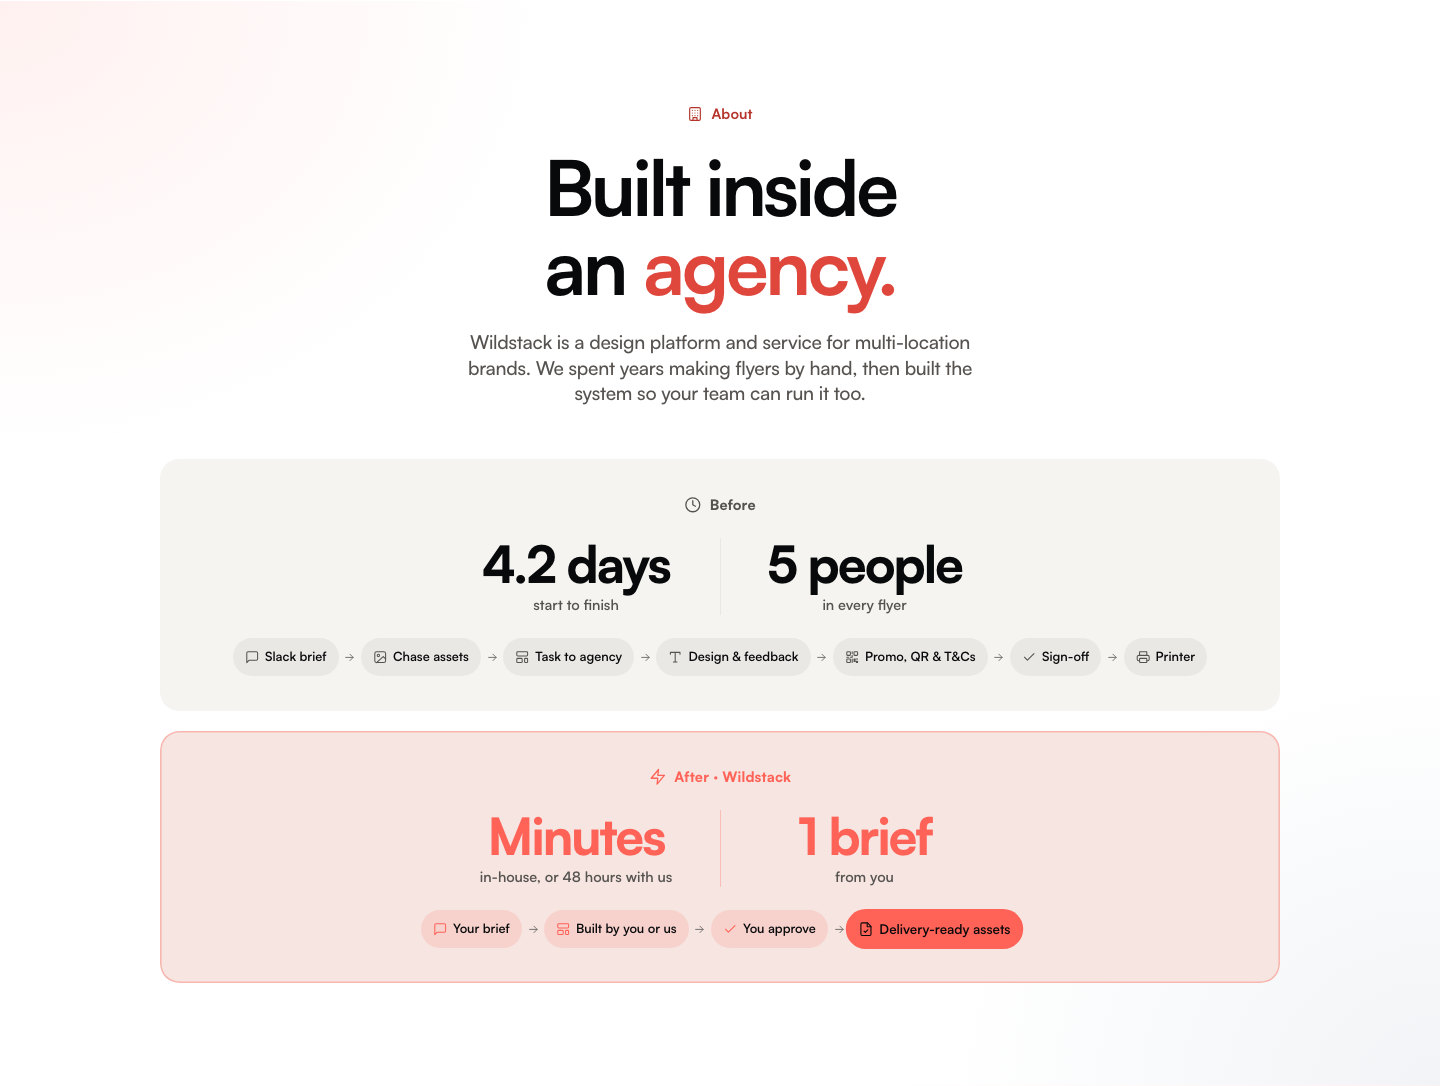 About
Built inside
an agency.
Wildstack is a design platform and service for multi-location
brands. We spent years making flyers by hand, then built the
system so your team can run it too.
Before
4.2 days
start to finish
5 people
in every flyer
Slack brief → Chase assets → Task to agency → Design & feedback → Promo, QR & T&Cs → Sign-off → Printer
After · Wildstack
Minutes
in-house, or 48 hours with us
1 brief
from you
Your brief → Built by you or us → You approve → Delivery-ready assets